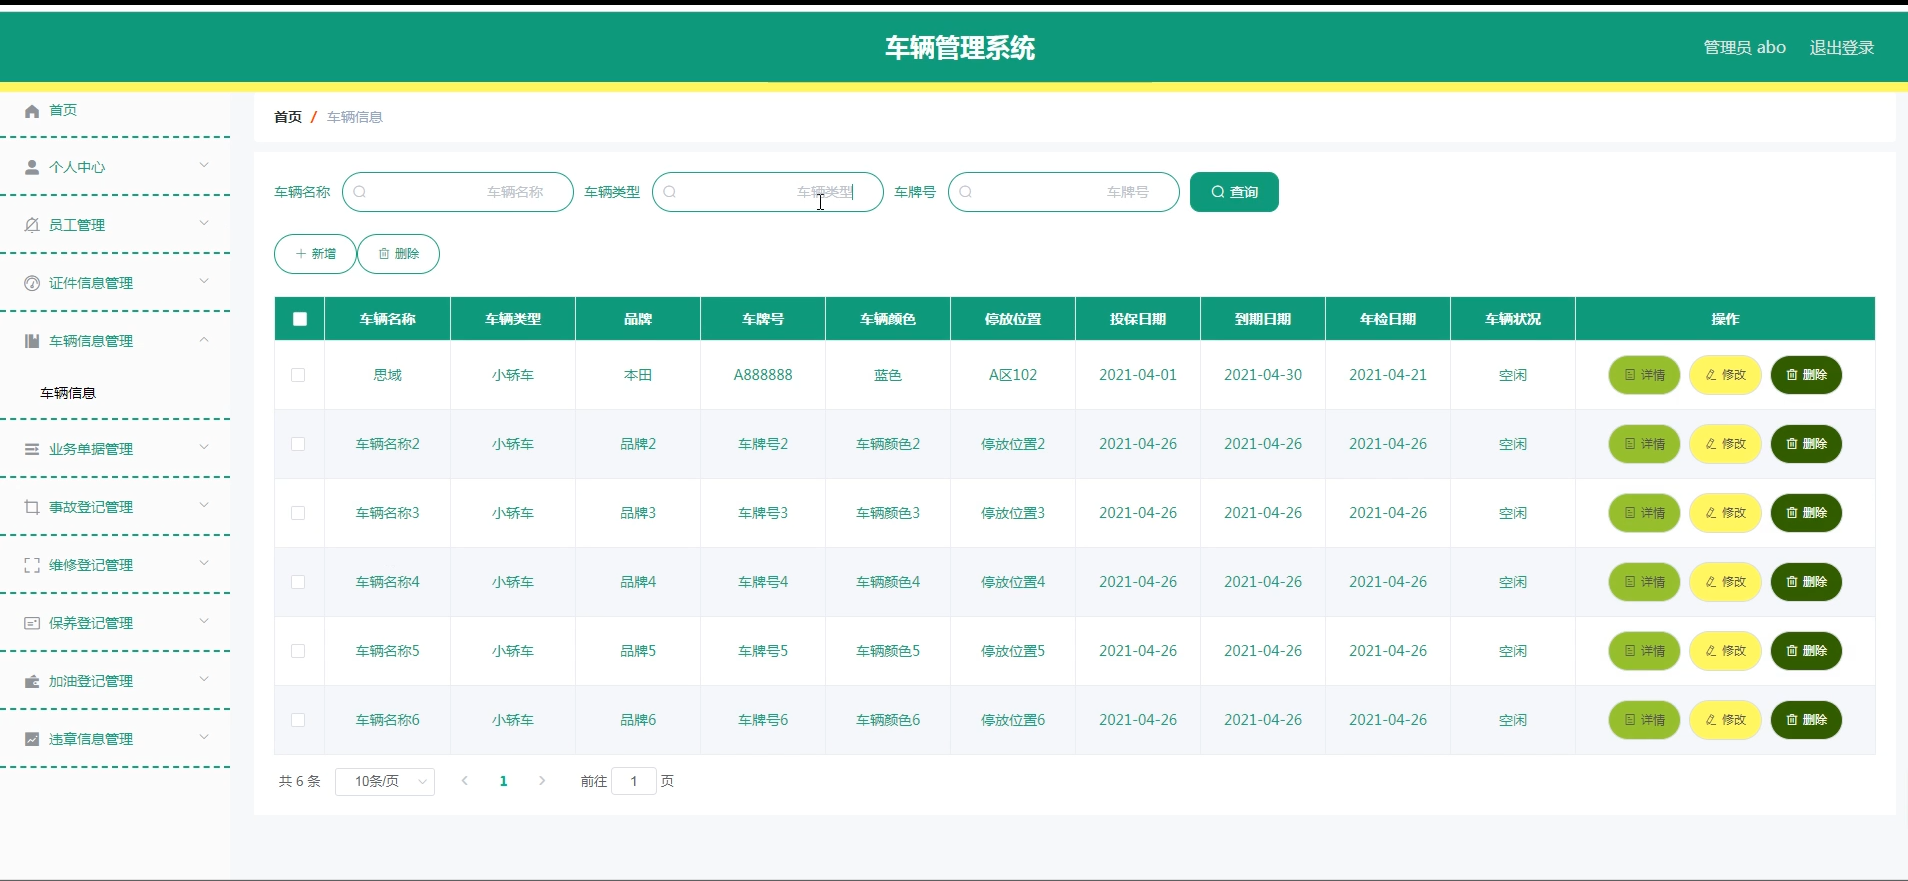 车辆管理系统
管理员 abo 退出登录
首页
个人中心
员工管理
证件信息管理
车辆信息管理
车辆信息
业务单据管理
事故登记管理
维修登记管理
保养登记管理
加油登记管理
违章信息管理
首页 / 车辆信息
车辆名称 车辆名称 车辆类型 车辆类型 车牌号 车牌号 查询
新增 删除
车辆名称 车辆类型 品牌 车牌号 车辆颜色 停放位置 投保日期 到期日期 年检日期 车辆状况 操作
思域 小轿车 本田 A888888 蓝色 A区102 2021-04-01 2021-04-30 2021-04-21 空闲 详情 修改 删除
车辆名称2 小轿车 品牌2 车牌号2 车辆颜色2 停放位置2 2021-04-26 2021-04-26 2021-04-26 空闲 详情 修改 删除
车辆名称3 小轿车 品牌3 车牌号3 车辆颜色3 停放位置3 2021-04-26 2021-04-26 2021-04-26 空闲 详情 修改 删除
车辆名称4 小轿车 品牌4 车牌号4 车辆颜色4 停放位置4 2021-04-26 2021-04-26 2021-04-26 空闲 详情 修改 删除
车辆名称5 小轿车 品牌5 车牌号5 车辆颜色5 停放位置5 2021-04-26 2021-04-26 2021-04-26 空闲 详情 修改 删除
车辆名称6 小轿车 品牌6 车牌号6 车辆颜色6 停放位置6 2021-04-26 2021-04-26 2021-04-26 空闲 详情 修改 删除
共 6 条 10条/页 1 前往 1 页